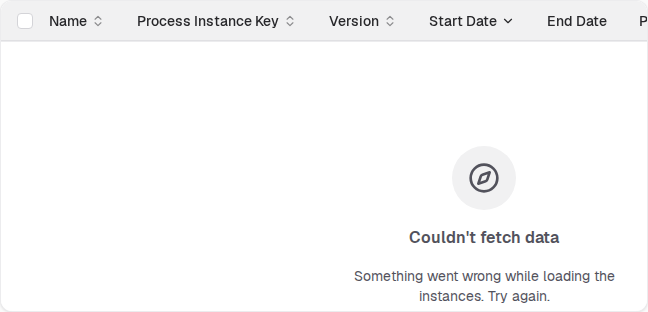 Name Process Instance Key Version Start Date End Date P
Couldn't fetch data
Something went wrong while loading the
instances. Try again.